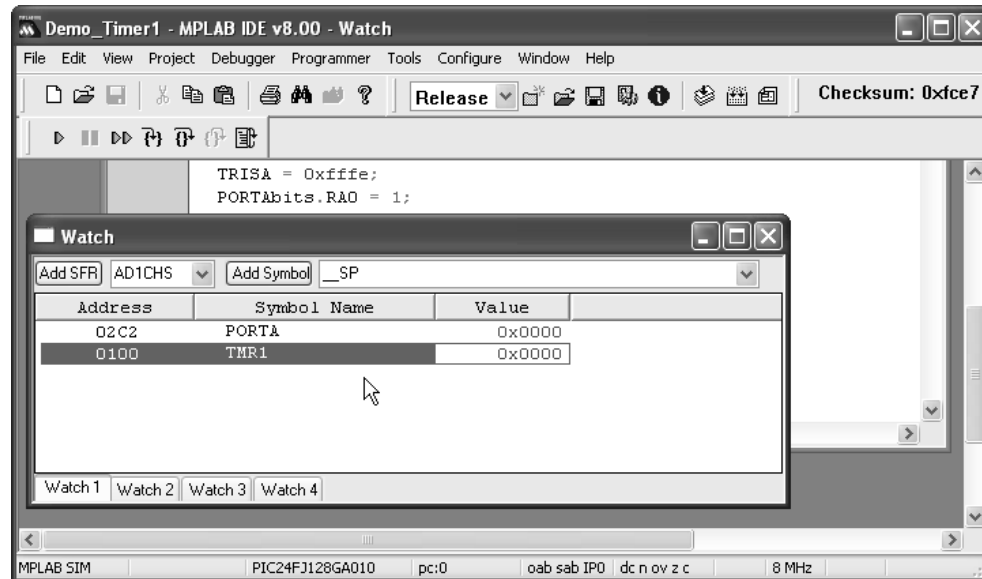 Demo_Timer1 - MPLAB IDE v8.00 - Watch
File Edit View Project Debugger Programmer Tools Configure Window Help
Release Checksum: 0xfce7
TRISA = 0xfffe;
PORTAbits.RA0 = 1;
Watch
Add SFR AD1CHS Add Symbol __SP
Address Symbol Name Value
02C2 PORTA 0x0000
0100 TMR1 0x0000
Watch 1 Watch 2 Watch 3 Watch 4
MPLAB SIM PIC24FJ128GA010 pc:0 oab sab IP0 dc n ov z c 8 MHz